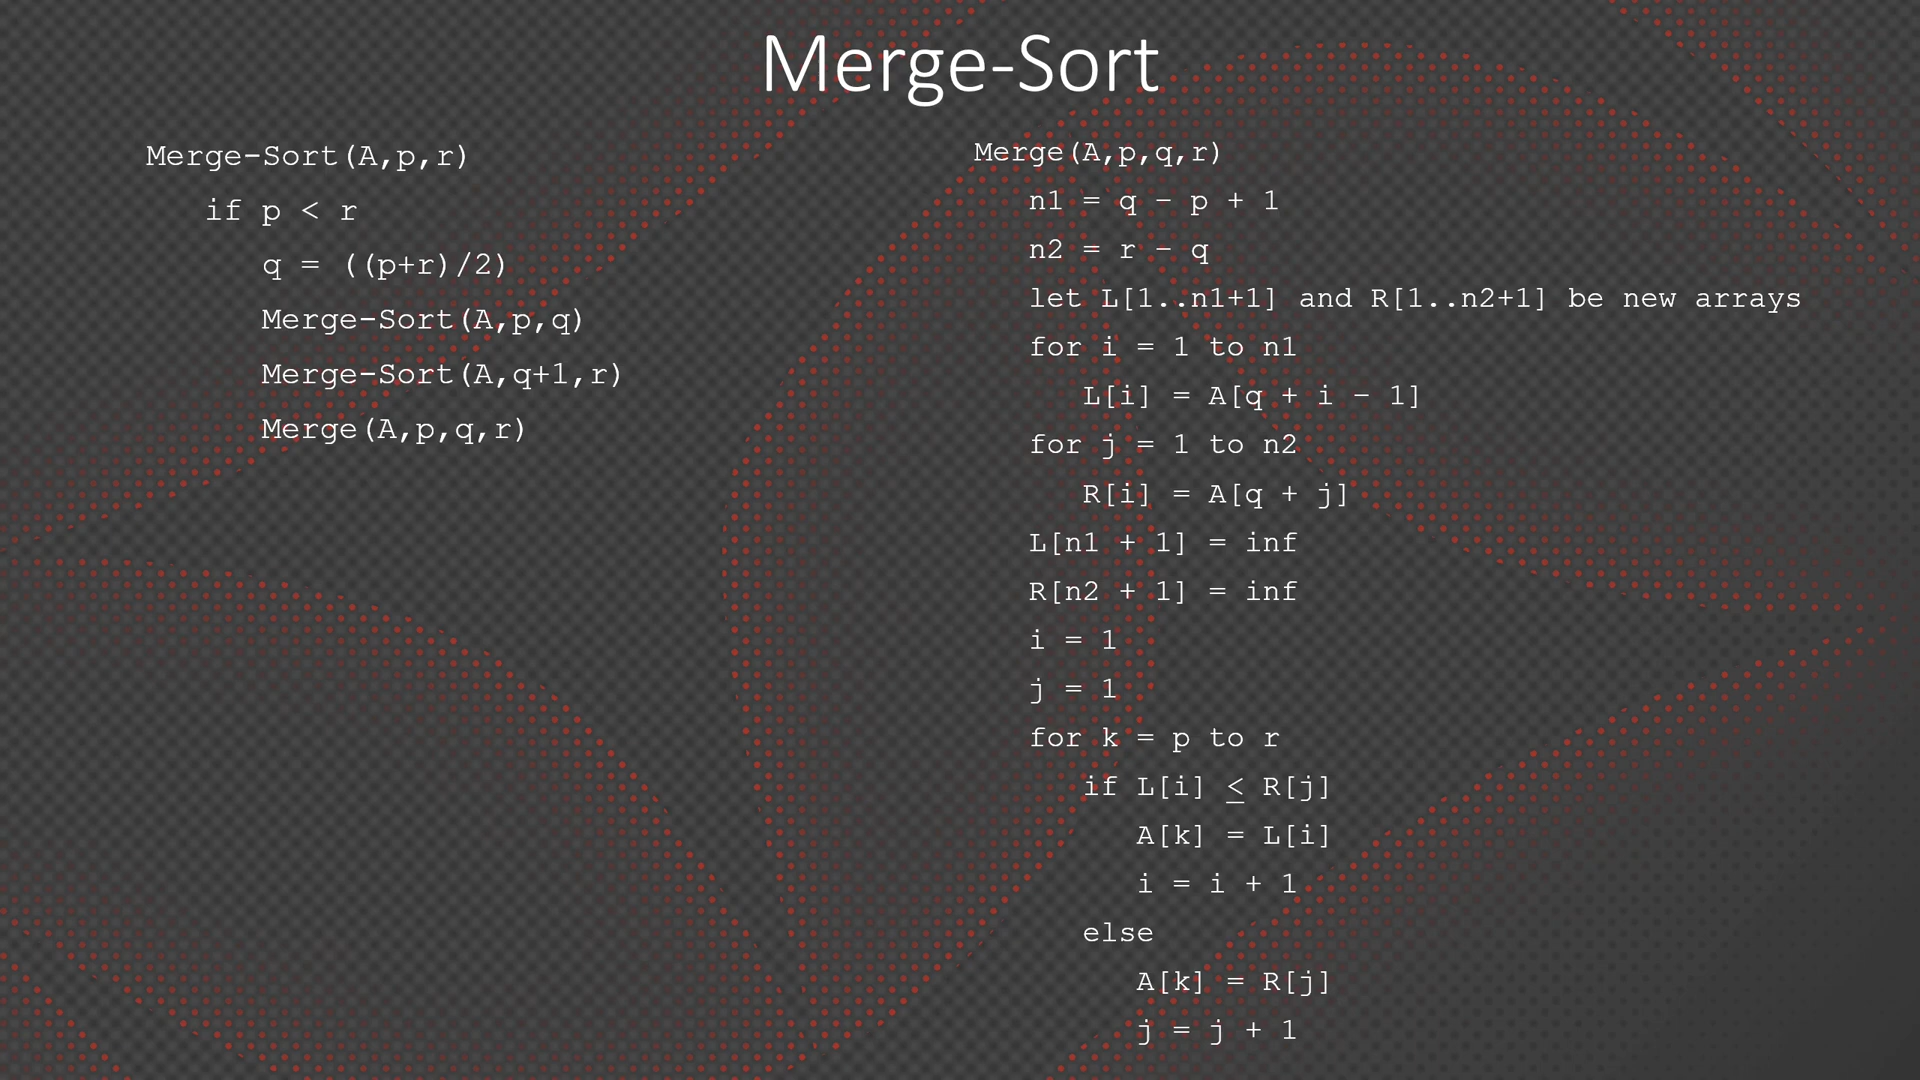 Merge-Sort
Merge-Sort(A,p,r)
if p < r
q = ((p+r)/2)
Merge-Sort(A,p,q)
Merge-Sort(A,q+1,r)
Merge(A,p,q,r)
Merge(A,p,q,r)
n1 = q – p + 1
n2 = r – q
let L[1..n1+1] and R[1..n2+1] be new arrays
for i = 1 to n1
L[i] = A[q + i – 1]
for j = 1 to n2
R[i] = A[q + j]
L[n1 + 1] = inf
R[n2 + 1] = inf
i = 1
j = 1
for k = p to r
if L[i] ≤ R[j]
A[k] = L[i]
i = i + 1
else
A[k] = R[j]
j = j + 1